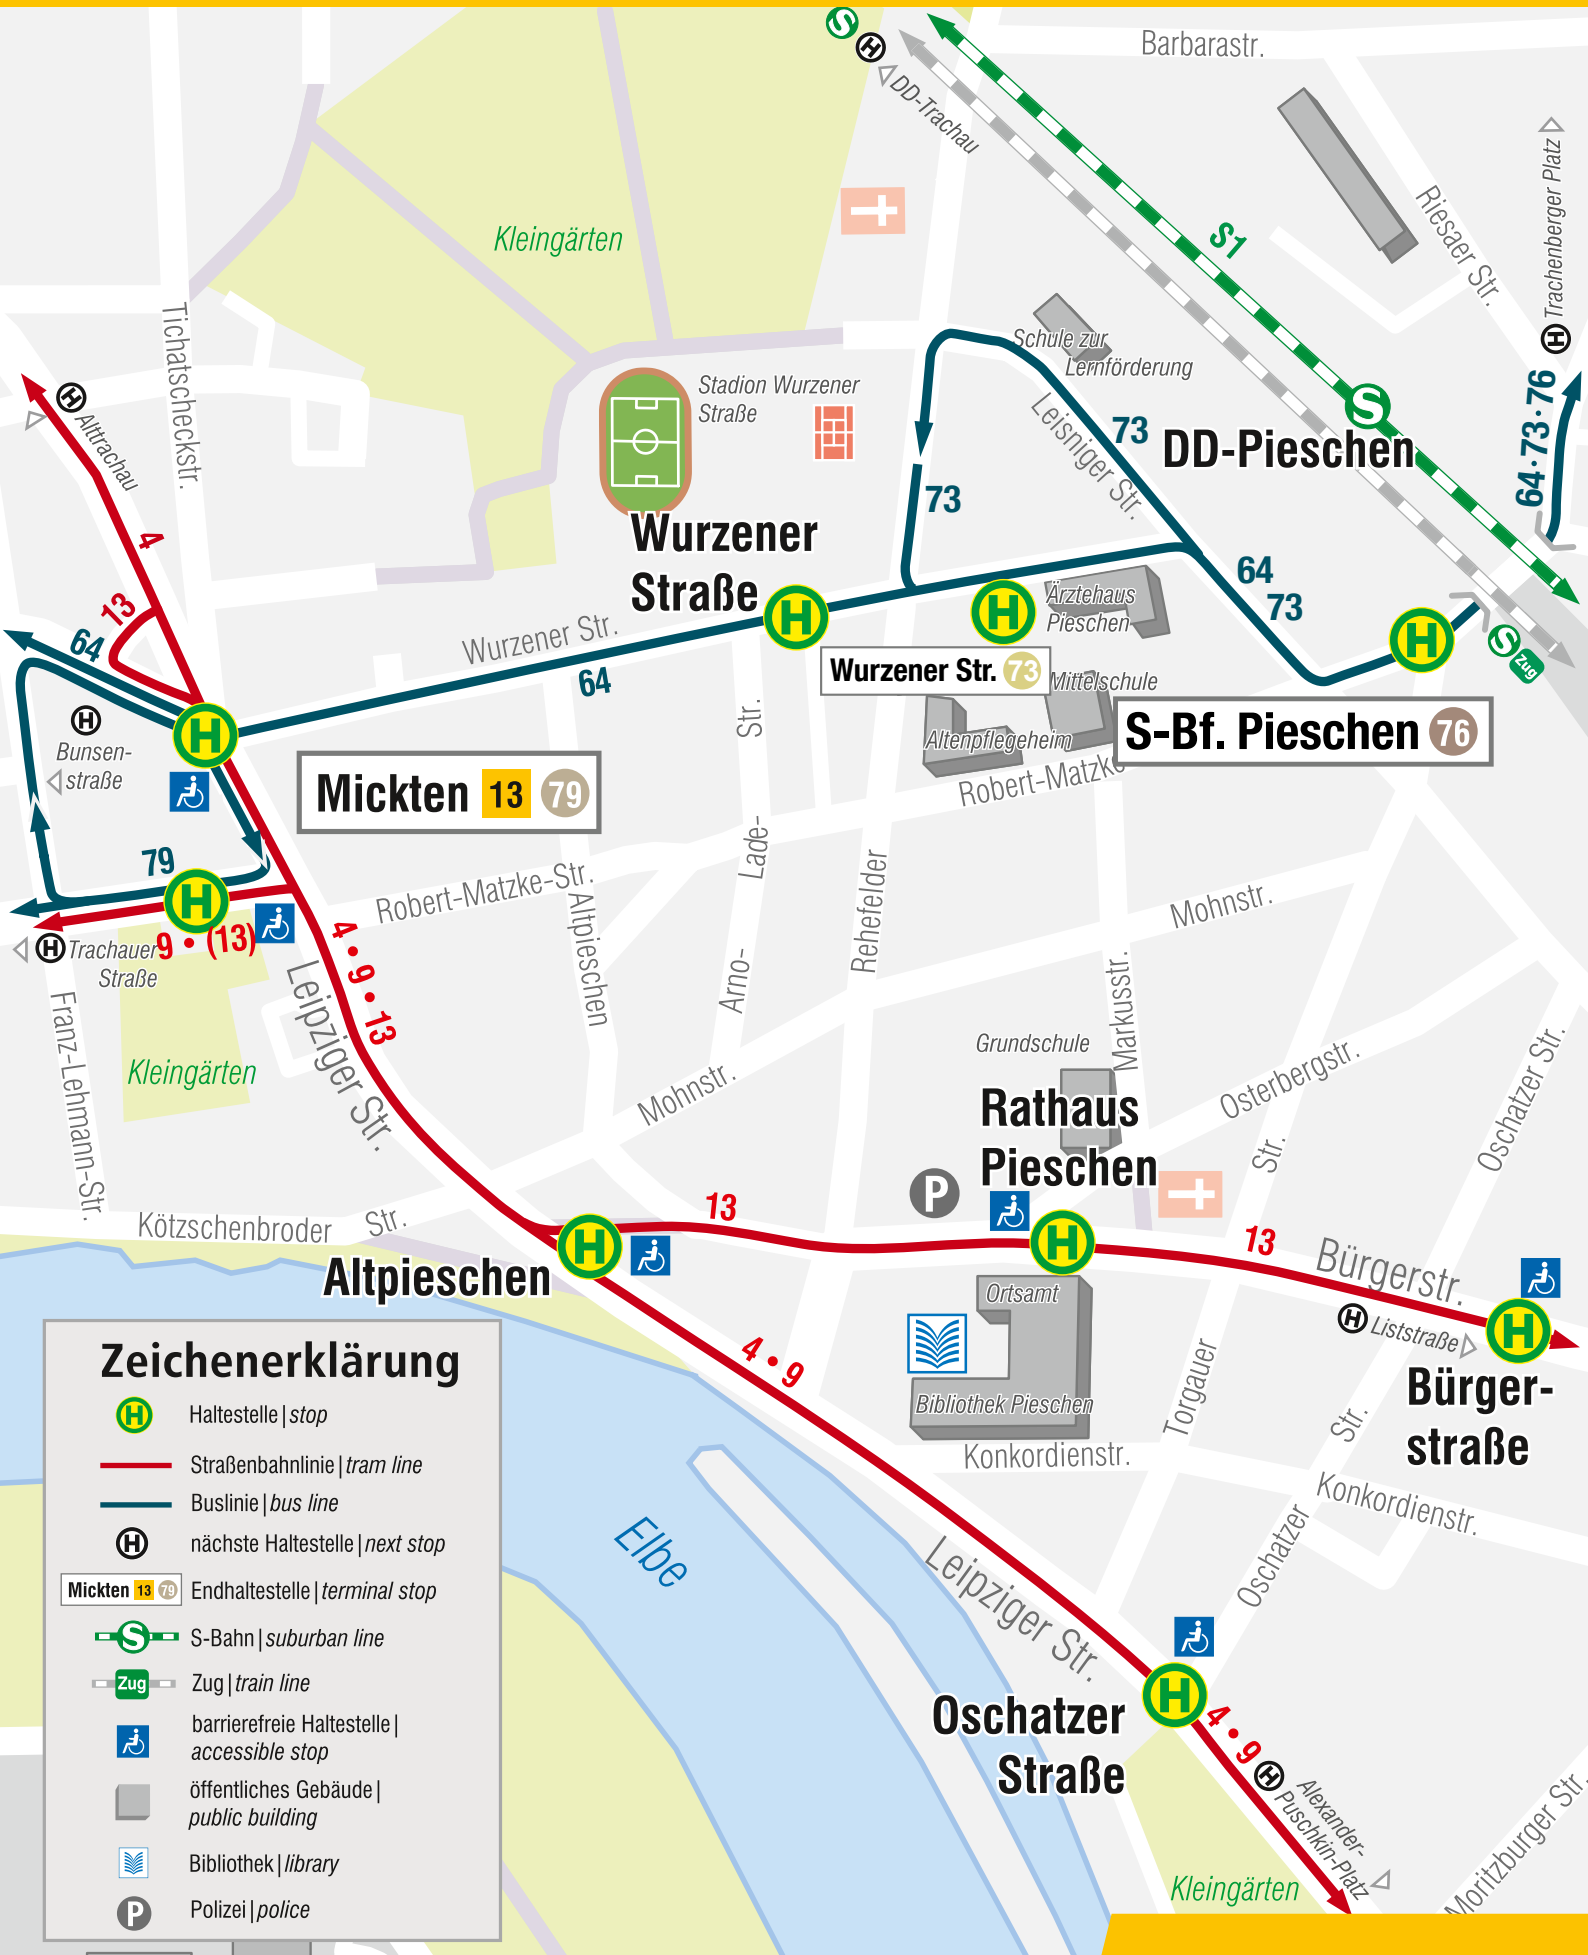 S
H
DD-Trachau
Barbarastr.
Riesaer Str.
Trachenberger Platz
H
Kleingärten
S1
Tichatscheckstr.
H
Alttrachau
Stadion Wurzener
Straße
Schule zur
Lernförderung
Leisniger Str.
73
73
S
DD-Pieschen
64·73·76
4
13
64
Wurzener
Straße
H
Wurzener Str.
64
H
Ärztehaus
Pieschen
64
73
H
S
Zug
Wurzener Str. 73
Mittelschule
Altenpflegeheim
S-Bf. Pieschen 76
H
H
Bunsen-
straße
Mickten 13 79
Robert-Matzke
79
H
9 • (13)
H
Trachauer
Straße
Robert-Matzke-Str.
Altpieschen
Str.
Lade-
Arno-
Rehefelder
Mohnstr.
Markusstr.
4 • 9 • 13
Leipziger Str.
Franz-Lehmann-Str.
Kleingärten
Mohnstr.
Grundschule
Osterbergstr.
Oschatzer Str.
Rathaus
Pieschen
P
Str.
Kötzschenbroder
Str.
13
H
H
13
Bürgerstr.
Altpieschen
Ortsamt
H
Liststraße
H
Bürger-
straße
4 • 9
Bibliothek Pieschen
Torgauer
Konkordienstr.
Str.
Konkordienstr.
Oschatzer
Elbe
Leipziger Str.
H
Oschatzer
Straße
4 • 9
H
Alexander-
Puschkin-Platz
Kleingärten
Moritzburger Str.
Zeichenerklärung
H
Haltestelle | stop
Straßenbahnlinie | tram line
Buslinie | bus line
H
nächste Haltestelle | next stop
Mickten 13 79
Endhaltestelle | terminal stop
S
S-Bahn | suburban line
Zug
Zug | train line
barrierefreie Haltestelle |
accessible stop
öffentliches Gebäude |
public building
Bibliothek | library
P
Polizei | police